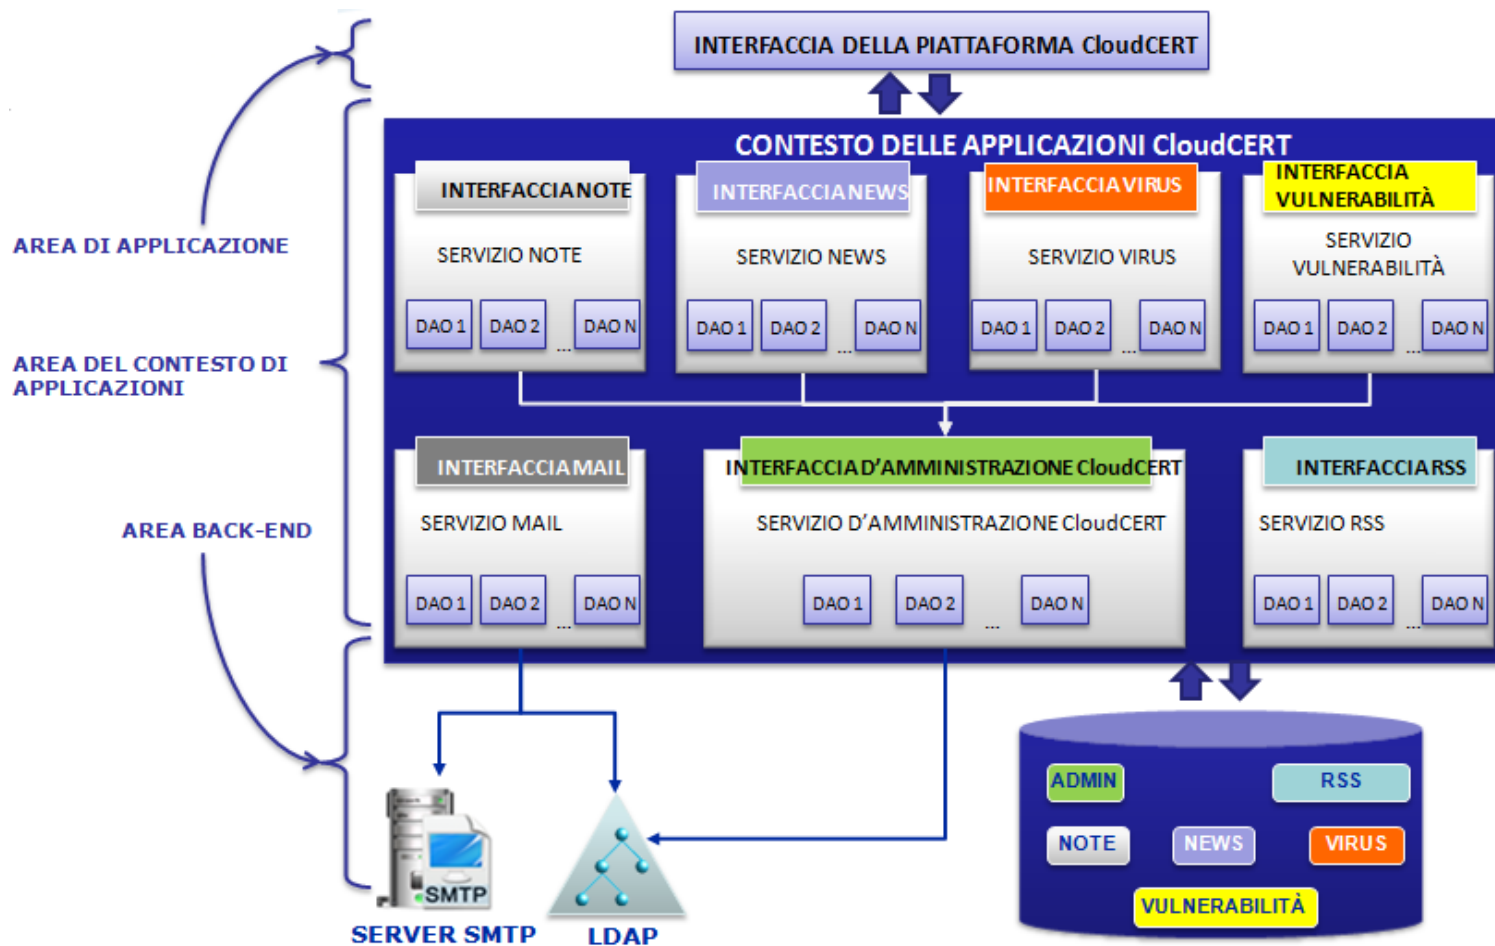 INTERFACCIA DELLA PIATTAFORMA CloudCERT
CONTESTO DELLE APPLICAZIONI CloudCERT
INTERFACCIA NOTE
INTERFACCIA NEWS
INTERFACCIA VIRUS
INTERFACCIA
VULNERABILITÀ
AREA DI APPLICAZIONE
SERVIZIO NOTE
SERVIZIO NEWS
SERVIZIO VIRUS
SERVIZIO
VULNERABILITÀ
DAO 1 DAO 2 ... DAO N
DAO 1 DAO 2 ... DAO N
DAO 1 DAO 2 ... DAO N
DAO 1 DAO 2 ... DAO N
AREA DEL CONTESTO DI
APPLICAZIONI
INTERFACCIA MAIL
INTERFACCIA D'AMMINISTRAZIONE CloudCERT
INTERFACCIA RSS
AREA BACK-END
SERVIZIO MAIL
SERVIZIO D'AMMINISTRAZIONE CloudCERT
SERVIZIO RSS
DAO 1 DAO 2 ... DAO N
DAO 1 DAO 2 ... DAO N
DAO 1 DAO 2 ... DAO N
ADMIN
RSS
NOTE
NEWS
VIRUS
VULNERABILITÀ
SMTP
SERVER SMTP
LDAP